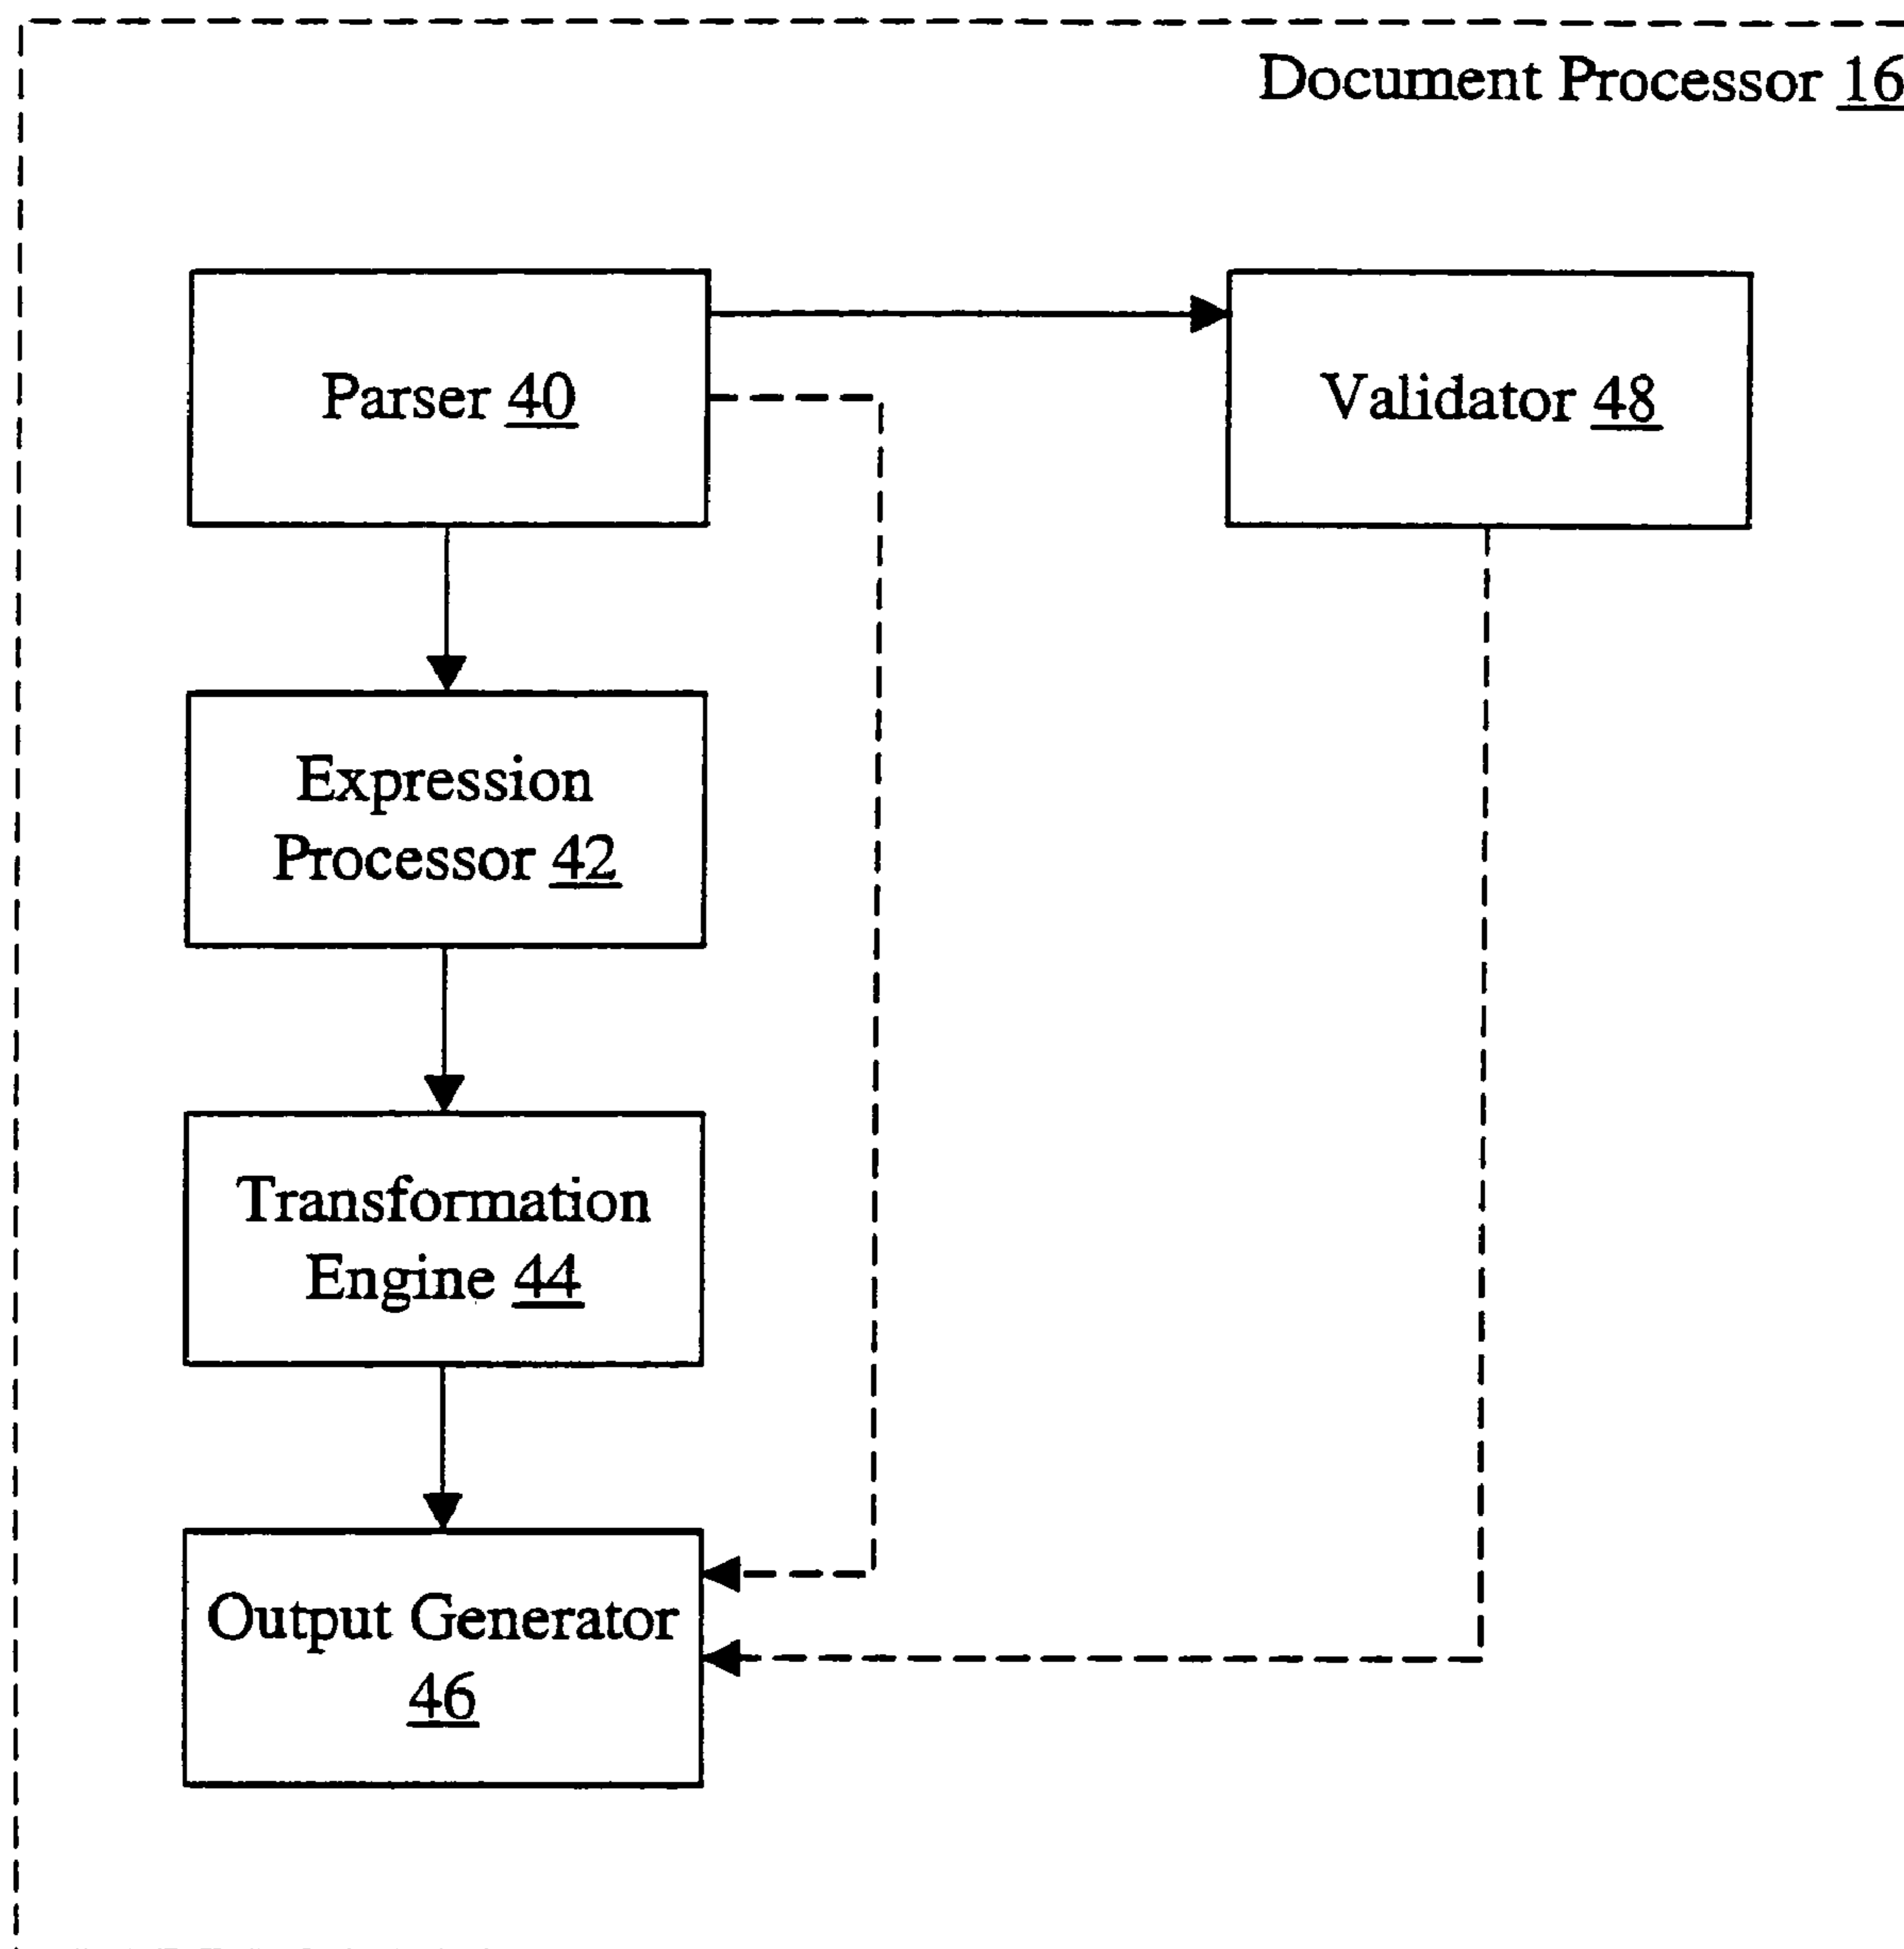 Document Processor 16
Parser 40
Validator 48
Expression
Processor 42
Transformation
Engine 44
Output Generator
46